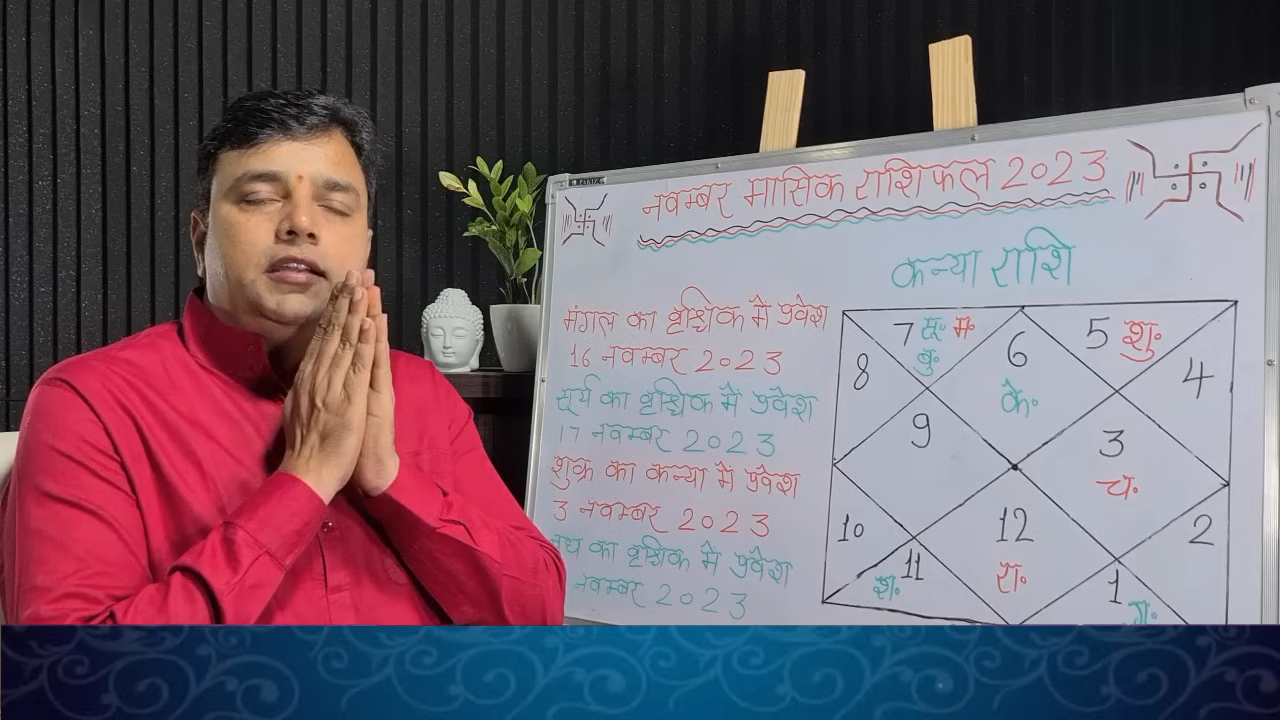 नवम्बर मासिक राशिफल 2023
कन्या राशि
मंगल का वृश्चिक में प्रवेश
16 नवम्बर 2023
सूर्य का वृश्चिक में प्रवेश
17 नवम्बर 2023
शुक्र का कन्या में प्रवेश
3 नवम्बर 2023
का वृश्चिक में प्रवेश
नवम्बर 2023
7 सू॰ मं॰
बु॰
6
के॰
5 शु॰
8
4
9
3
च॰
10
12
2
11
श॰
रा॰
1